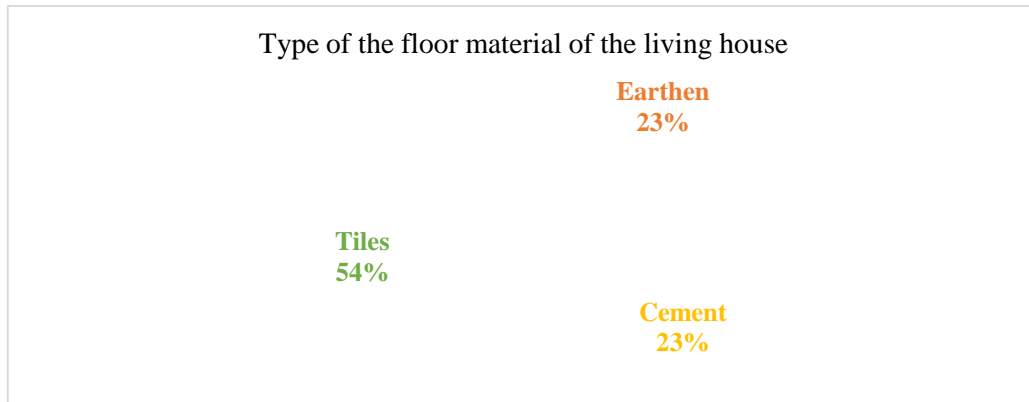 Type of the floor material of the living house
Earthen
23%
Tiles
54%
Cement
23%